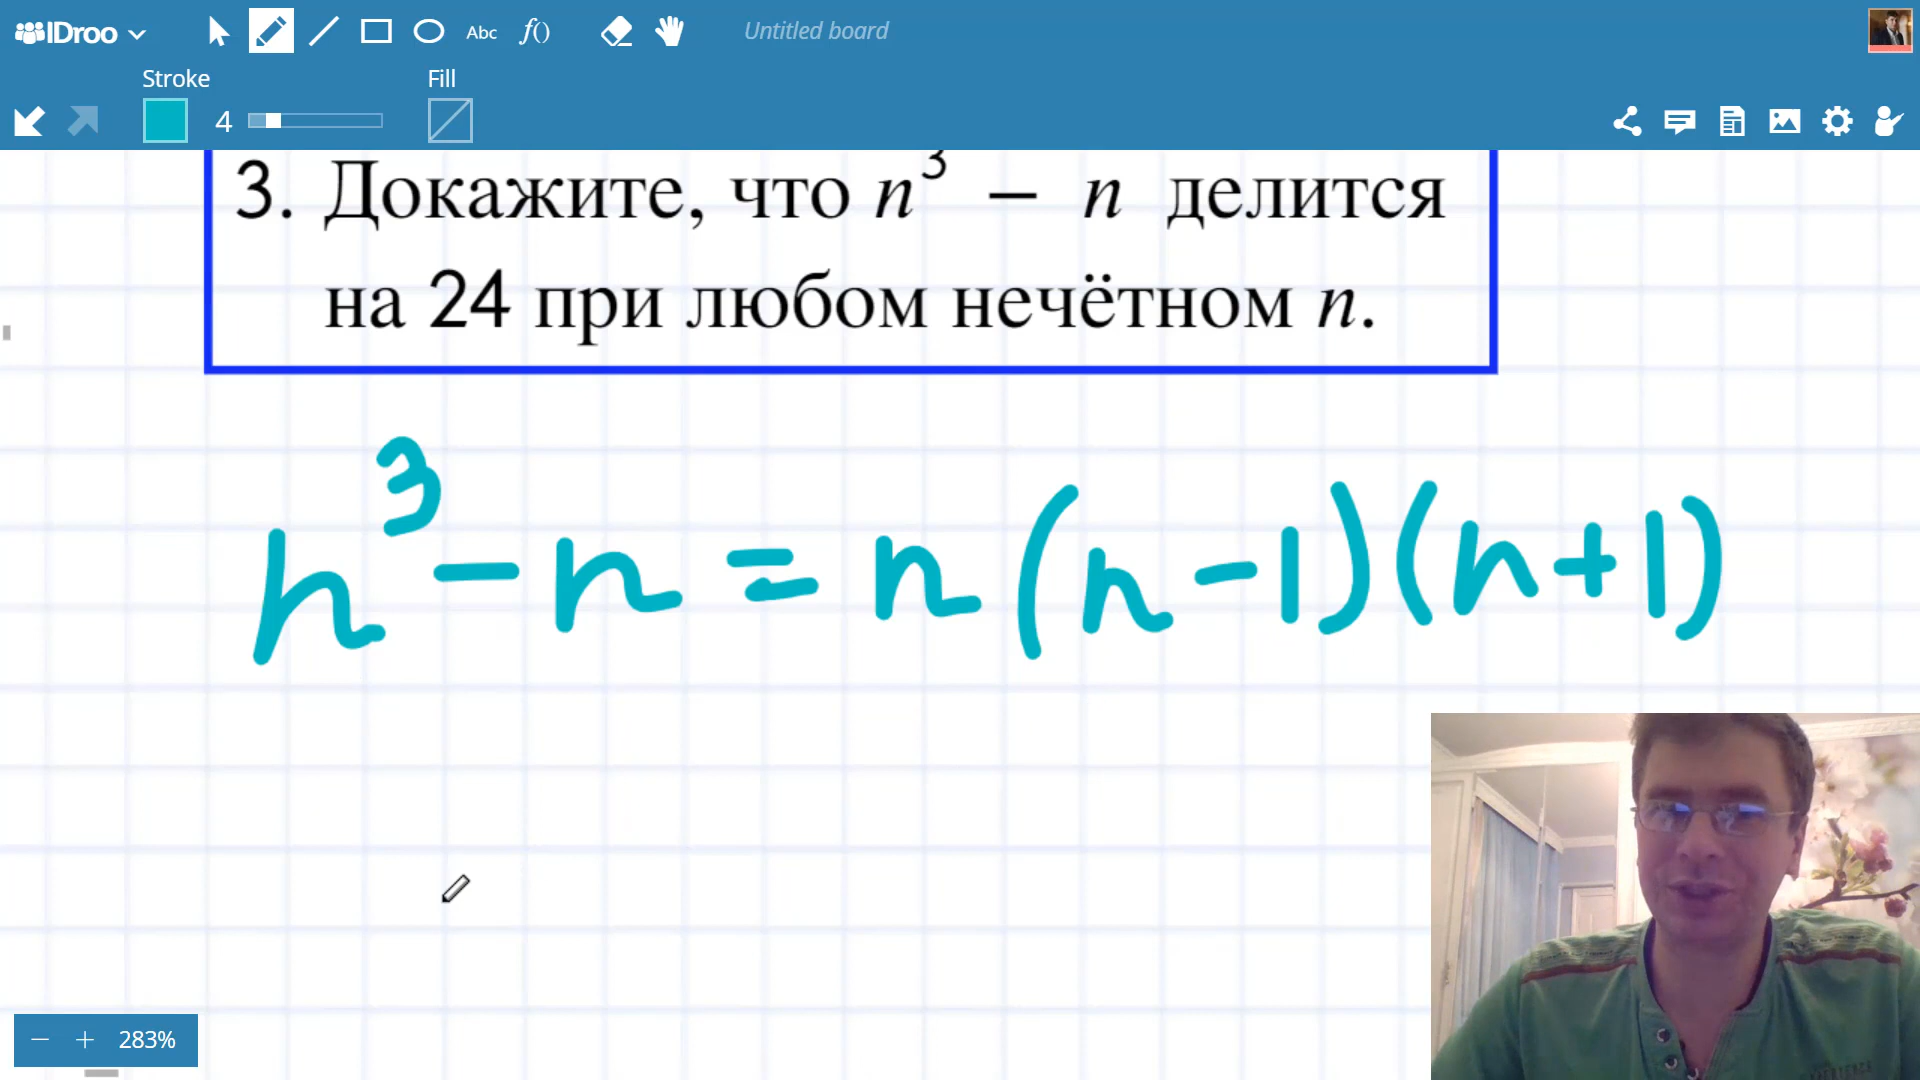 IDroo
Abc
f()
Untitled board
Stroke
Fill
4
3. Докажите, что n³ – n делится
на 24 при любом нечётном n.
n³ – n = n(n–1)(n+1)
– + 283%